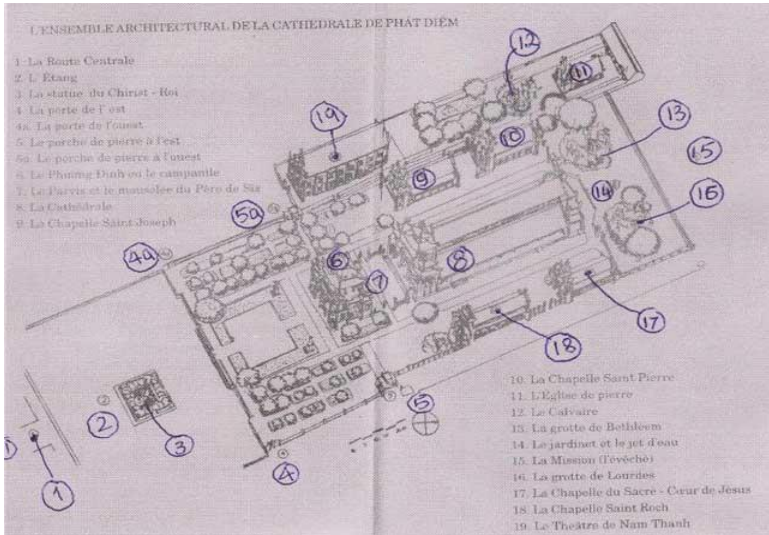 L'ENSEMBLE ARCHITECTURAL DE LA CATHEDRALE DE PHÁT DIÊM
1. La Route Centrale
2. L' Étang
3. La statue du Chirist - Roi
4. La porte de l' est
4a. La porte de l'ouest
5. Le porche de pierre à l'est
5a. Le porche de pierre à l'ouest
6. Le Phuong Dinh ou le campanile
7. Le Parvis et le mausolée du Père de Six
8. La Cathédrale
9. La Chapelle Saint Joseph
12
11
19
10
13
9
15
5a
14
16
4a
6
8
7
17
18
2
2
3
5
1
4
10. La Chapelle Saint Pierre
11. L'Eglise de pierre
12. Le Calvaire
13. La grotte de Bethléem
14. Le jardinet et le jet d'eau
15. La Mission (l'évêché)
16. La grotte de Lourdes
17. La Chapelle du Sacré - Cœur de Jésus
18. La Chapelle Saint Roch
19. Le Théâtre de Nam Thanh